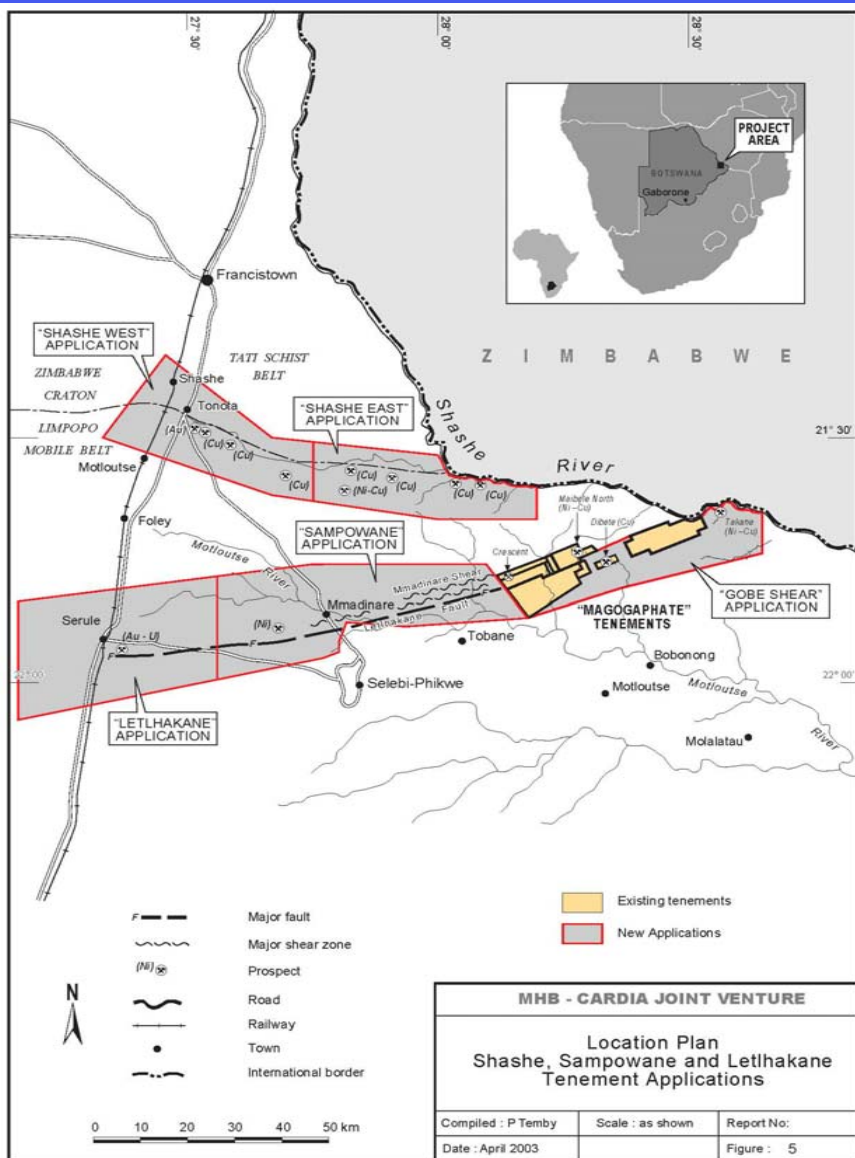 27° 30'
28° 00'
28° 30'
PROJECT
AREA
BOTSWANA
Gaborone
Francistown
"SHASHE WEST"
APPLICATION
ZIMBABWE
CRATON
LIMPOPO
MOBILE BELT
TATI SCHIST
BELT
Shashe
Tonota
(Au)
(Cu)
(Cu)
Motloutse
Z I M B A B W E
"SHASHE EAST"
APPLICATION
Shashe
River
21° 30'
(Cu)
(Cu)
(Ni-Cu)
(Cu)
(Cu)
(Cu)
Foley
Motloutse
River
"SAMPOWANE"
APPLICATION
Maibele North
(Ni-Cu)
Dibete (Cu)
Takane
(Ni-Cu)
Crescent
Mmadinare Shear
F
Mmadinare
Letlhakane Fault
"GOBE SHEAR"
APPLICATION
"MAGOGAPHATE"
TENEMENTS
Serule
(Au - U)
(Ni)
F
F
Tobane
Bobonong
22° 00'
22° 00'
Selebi-Phikwe
Motloutse
Motloutse
River
"LETLHAKANE"
APPLICATION
Molalatau
F
Major fault
Major shear zone
(Ni)
Prospect
Road
Railway
Town
International border
N
0 10 20 30 40 50 km
Existing tenements
New Applications
MHB - CARDIA JOINT VENTURE
Location Plan
Shashe, Sampowane and Letlhakane
Tenement Applications
Compiled : P Temby
Scale : as shown
Report No:
Date : April 2003
Figure : 5